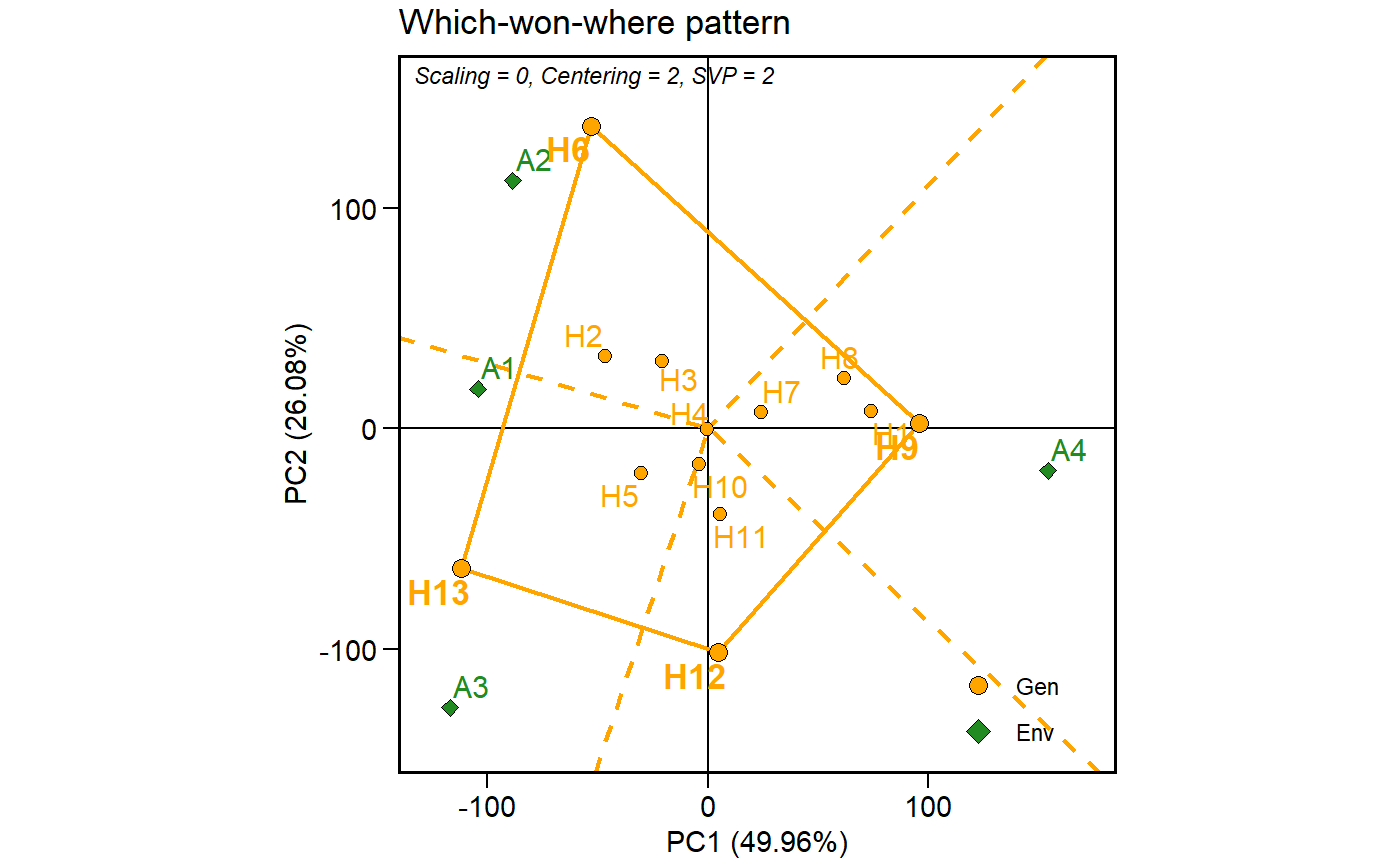 Which-won-where pattern
Scaling = 0, Centering = 2, SVP = 2
H6
A2
100
H2
H8
A1
H3
H7
H4
0
H1
H9
A4
H10
H5
H11
H13
-100
H12
A3
Gen
Env
-100 0 100
PC1 (49.96%)
PC2 (26.08%)